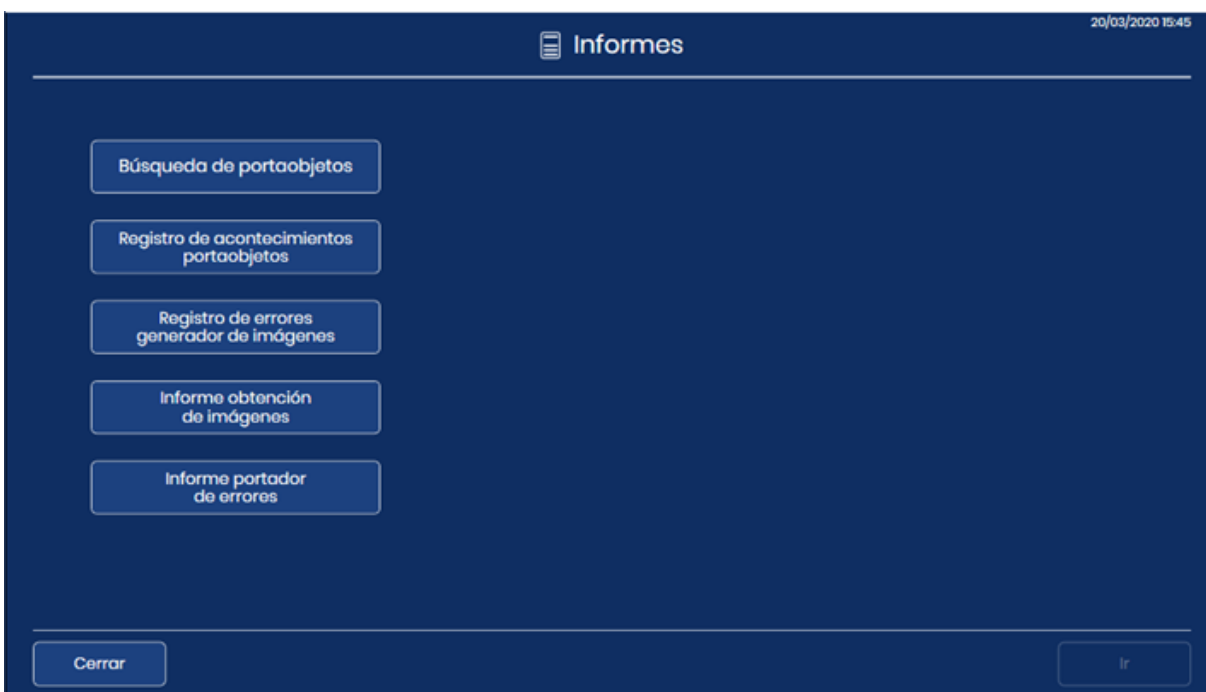 20/03/2020 15:45
Informes
Búsqueda de portaobjetos
Registro de acontecimientos
portaobjetos
Registro de errores
generador de imágenes
Informe obtención
de imágenes
Informe portador
de errores
Cerrar
Ir